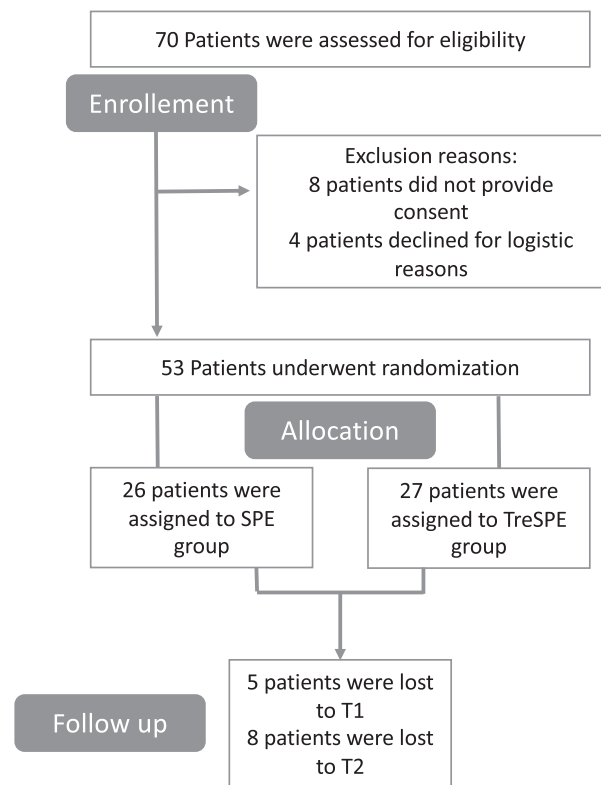 70 Patients were assessed for eligibility
Enrollement
Exclusion reasons:
8 patients did not provide
consent
4 patients declined for logistic
reasons
53 Patients underwent randomization
Allocation
26 patients were
assigned to SPE
group
27 patients were
assigned to TreSPE
group
5 patients were lost
to T1
8 patients were lost
to T2
Follow up